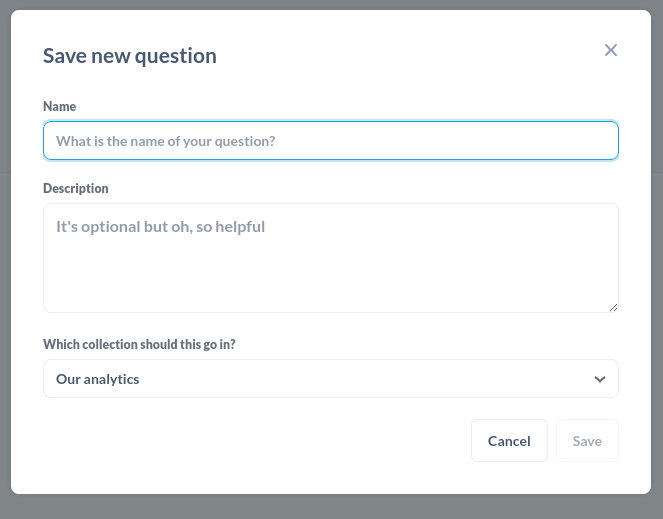 Save new question
Name
What is the name of your question?
Description
It's optional but oh, so helpful
Which collection should this go in?
Our analytics
Cancel
Save